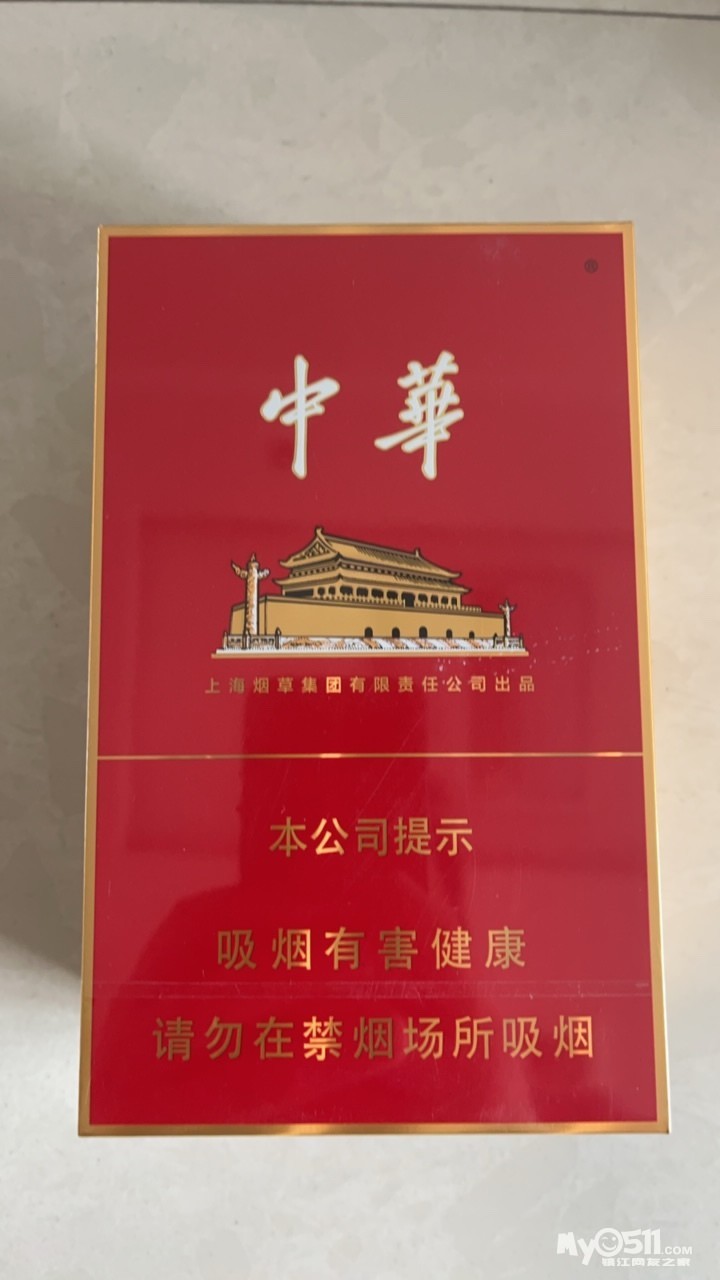 ®
中華
上海烟草集团有限责任公司出品
本公司提示
吸烟有害健康
请勿在禁烟场所吸烟
My0511.COM
镇江网友之家